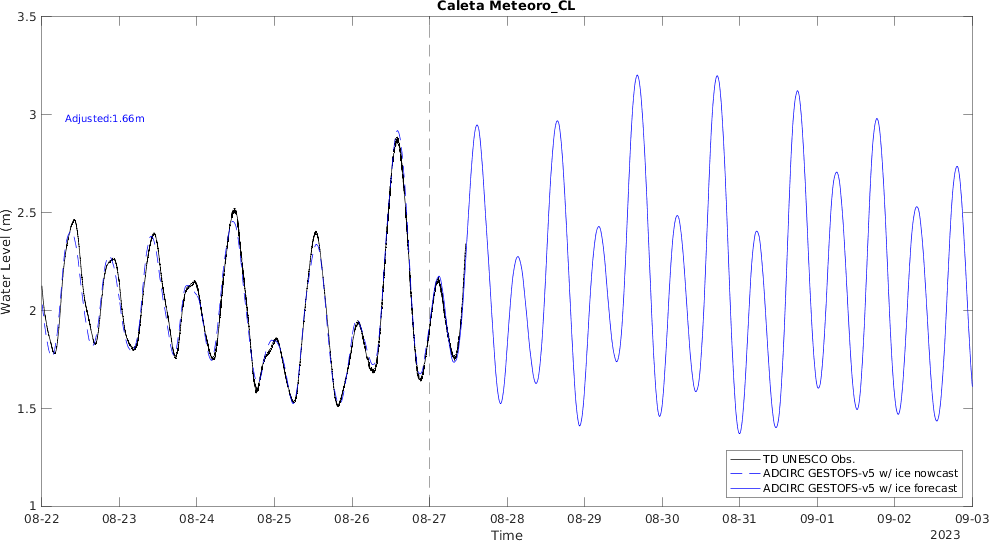 Caleta Meteoro_CL
3.5
3
2.5
2
1.5
1
Water Level (m)
Adjusted:1.66m
TD UNESCO Obs.
ADCIRC GESTOFS-v5 w/ ice nowcast
ADCIRC GESTOFS-v5 w/ ice forecast
08-22 08-23 08-24 08-25 08-26 08-27 08-28 08-29 08-30 08-31 09-01 09-02 09-03
Time
2023